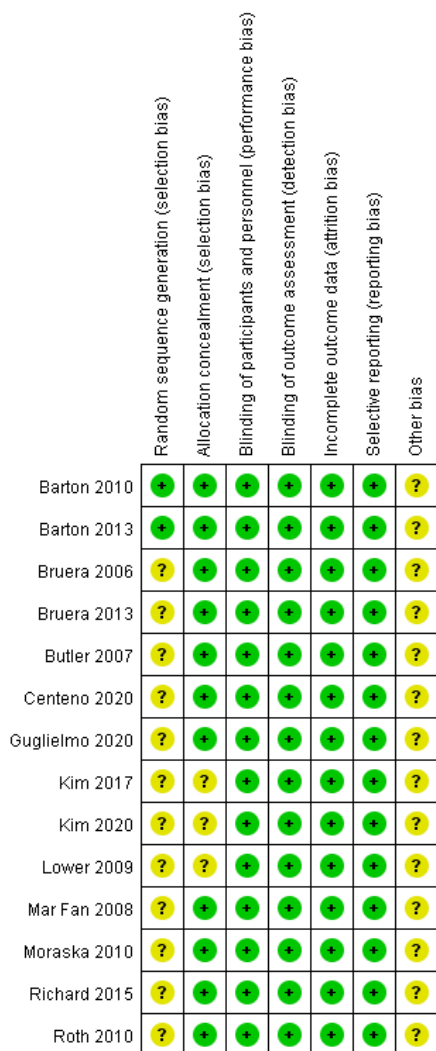 Random sequence generation (selection bias)
Allocation concealment (selection bias)
Blinding of participants and personnel (performance bias)
Blinding of outcome assessment (detection bias)
Incomplete outcome data (attrition bias)
Selective reporting (reporting bias)
Other bias
Barton 2010 + + + + + + ?
Barton 2013 + + + + + + ?
Bruera 2006 ? + + + + + ?
Bruera 2013 ? + + + + + ?
Butler 2007 ? + + + + + ?
Centeno 2020 ? + + + + + ?
Guglielmo 2020 ? + + + + + ?
Kim 2017 ? ? + + + + ?
Kim 2020 ? ? + + + + ?
Lower 2009 ? ? + + + + ?
Mar Fan 2008 ? + + + + + ?
Moraska 2010 ? + + + + + ?
Richard 2015 ? + + + + + ?
Roth 2010 ? + + + + + ?